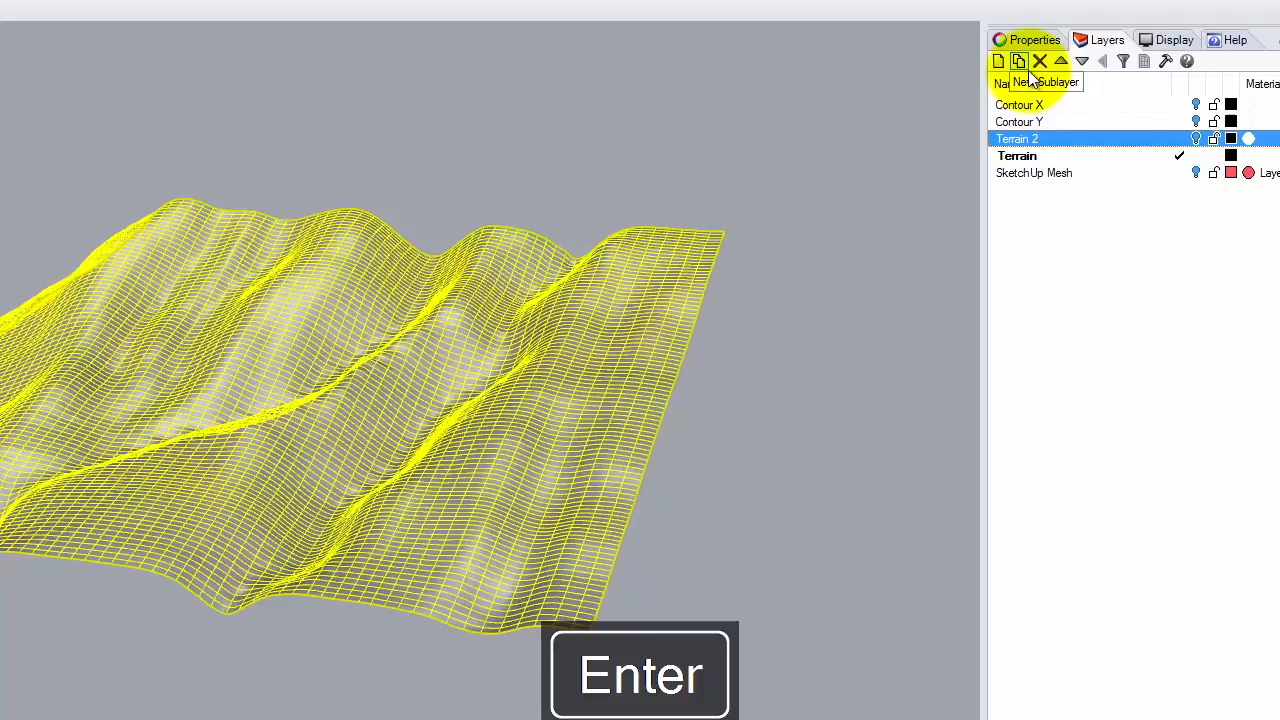 Properties Layers Display Help
New Sublayer
Materia
Contour X
Contour Y
Terrain 2
Terrain
SketchUp Mesh Laye
Enter